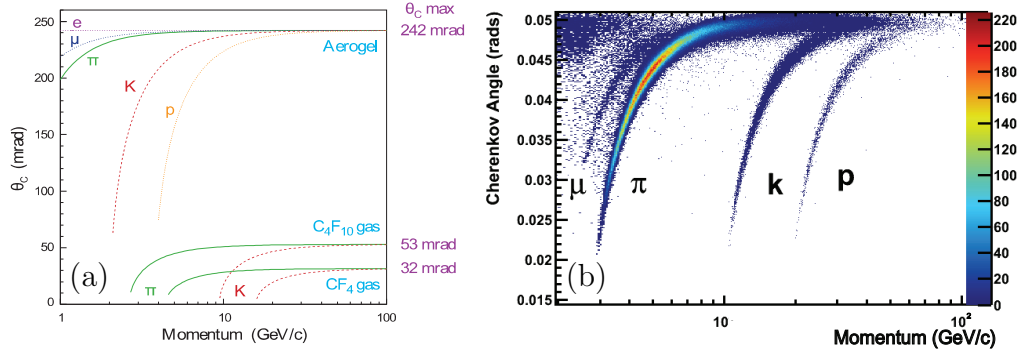 θC max
e
242 mrad
μ
Aerogel
π
K
p
250
200
150
100
50
0
θC (mrad)
C4F10 gas
53 mrad
32 mrad
CF4 gas
π
K
(a)
1
10
100
Momentum (GeV/c)
0.05
0.045
0.04
0.035
0.03
0.025
0.02
0.015
Cherenkov Angle (rads)
μ
π
k
p
(b)
10
10²
Momentum (GeV/c)
220
200
180
160
140
120
100
80
60
40
20
0